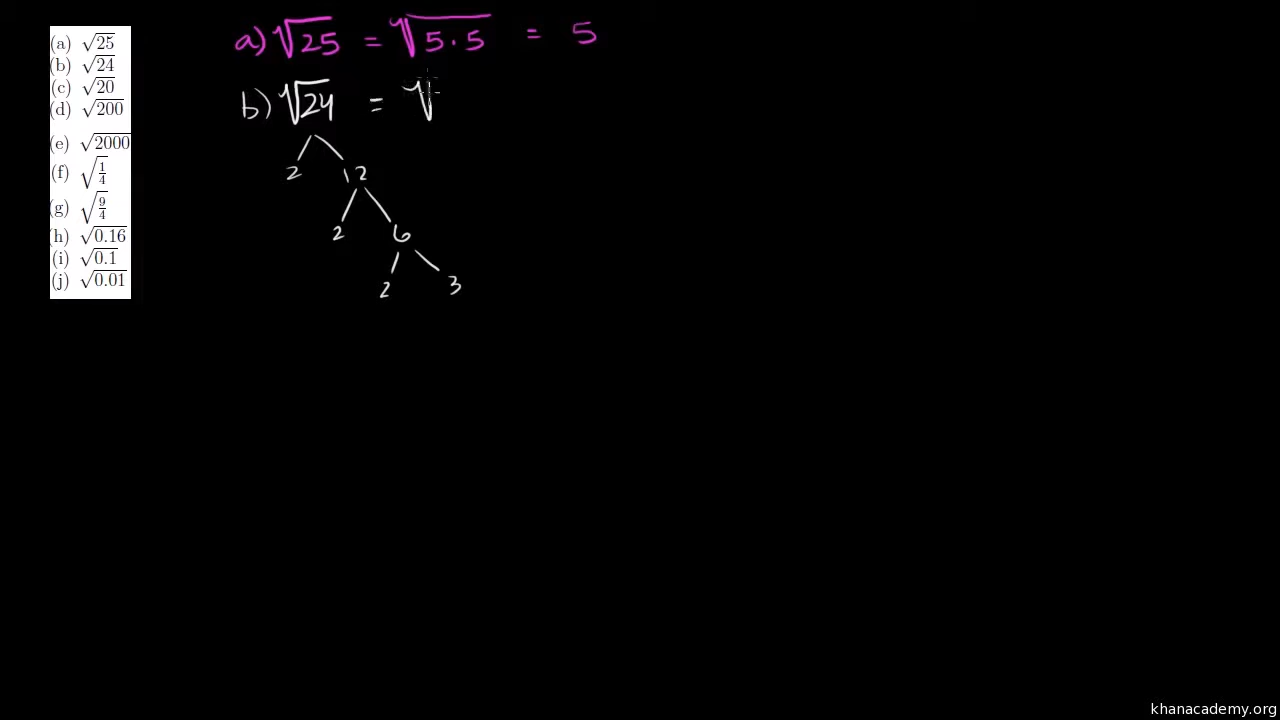 (a) √25
(b) √24
(c) √20
(d) √200
(e) √2000
(f) √1/4
(g) √9/4
(h) √0.16
(i) √0.1
(j) √0.01
a) √25 = √5·5 = 5
b) √24 = √
2 12
2 6
2 3
khanacademy.org